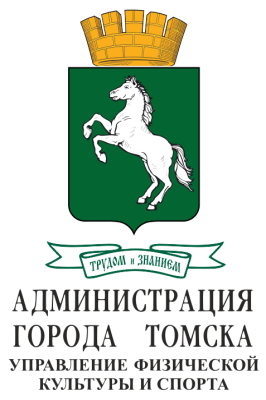 ТРУДОМ и ЗНАНИЕМ
АДМИНИСТРАЦИЯ
ГОРОДА ТОМСКА
УПРАВЛЕНИЕ ФИЗИЧЕСКОЙ
КУЛЬТУРЫ И СПОРТА